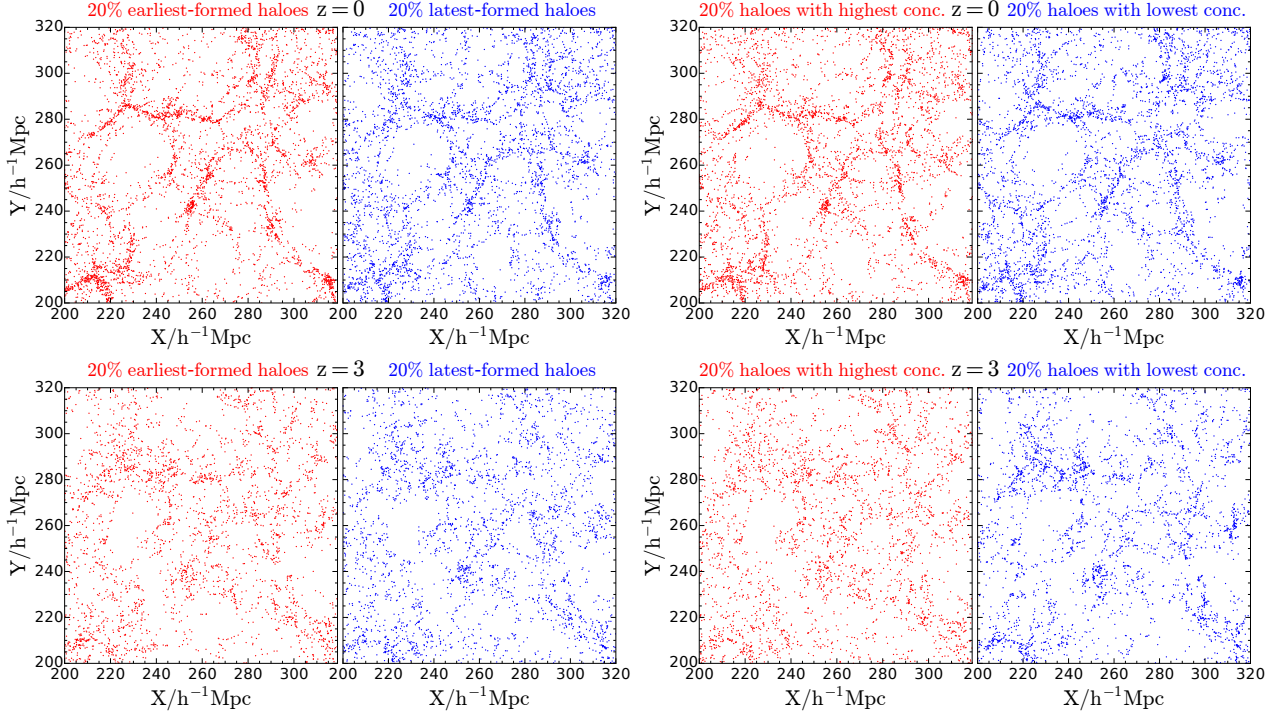 20% earliest-formed haloes z=0 20% latest-formed haloes
20% haloes with highest conc. z=0 20% haloes with lowest conc.
320
300
280
260
240
220
200
Y/h⁻¹Mpc
200 220 240 260 280 300 200 220 240 260 280 300 320
X/h⁻¹Mpc X/h⁻¹Mpc
320
300
280
260
240
220
200
Y/h⁻¹Mpc
200 220 240 260 280 300 200 220 240 260 280 300 320
X/h⁻¹Mpc X/h⁻¹Mpc
20% earliest-formed haloes z=3 20% latest-formed haloes
20% haloes with highest conc. z=3 20% haloes with lowest conc.
320
300
280
260
240
220
200
Y/h⁻¹Mpc
200 220 240 260 280 300 200 220 240 260 280 300 320
X/h⁻¹Mpc X/h⁻¹Mpc
320
300
280
260
240
220
200
Y/h⁻¹Mpc
200 220 240 260 280 300 200 220 240 260 280 300 320
X/h⁻¹Mpc X/h⁻¹Mpc